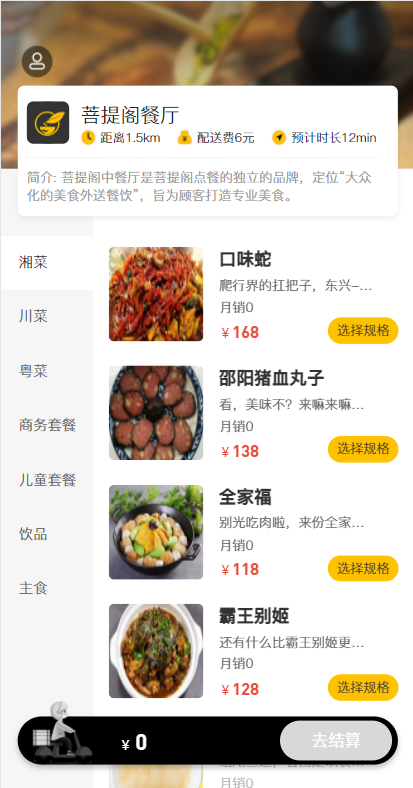 菩提阁餐厅
距离1.5km 配送费6元 预计时长12min
简介: 菩提阁中餐厅是菩提阁点餐的独立的品牌，定位“大众
化的美食外送餐饮”，旨为顾客打造专业美食。
湘菜
川菜
粤菜
商务套餐
儿童套餐
饮品
主食
口味蛇
爬行界的扛把子，东兴-...
月销0
￥168 选择规格
邵阳猪血丸子
看，美味不？来嘛来嘛...
月销0
￥138 选择规格
全家福
别光吃肉啦，来份全家...
月销0
￥118 选择规格
霸王别姬
还有什么比霸王别姬更...
月销0
￥128 选择规格
￥ 0 去结算
月销0